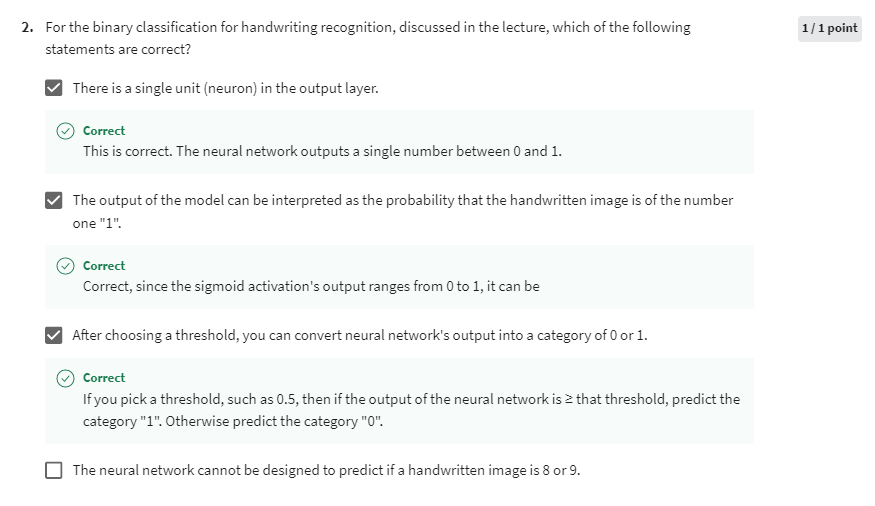 2. For the binary classification for handwriting recognition, discussed in the lecture, which of the following
statements are correct?
1 / 1 point
There is a single unit (neuron) in the output layer.
Correct
This is correct. The neural network outputs a single number between 0 and 1.
The output of the model can be interpreted as the probability that the handwritten image is of the number
one "1".
Correct
Correct, since the sigmoid activation's output ranges from 0 to 1, it can be
After choosing a threshold, you can convert neural network's output into a category of 0 or 1.
Correct
If you pick a threshold, such as 0.5, then if the output of the neural network is ≥ that threshold, predict the
category "1". Otherwise predict the category "0".
The neural network cannot be designed to predict if a handwritten image is 8 or 9.